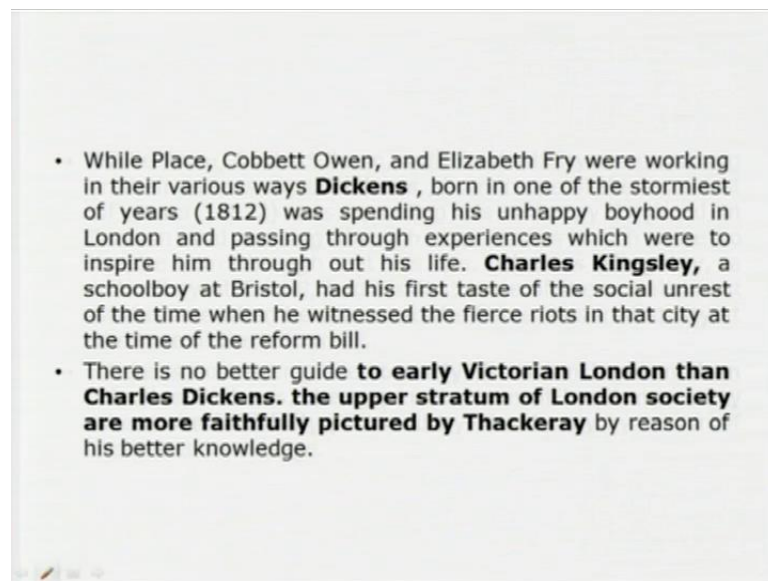 • While Place, Cobbett Owen, and Elizabeth Fry were working
in their various ways Dickens , born in one of the stormiest
of years (1812) was spending his unhappy boyhood in
London and passing through experiences which were to
inspire him through out his life. Charles Kingsley, a
schoolboy at Bristol, had his first taste of the social unrest
of the time when he witnessed the fierce riots in that city at
the time of the reform bill.
• There is no better guide to early Victorian London than
Charles Dickens. the upper stratum of London society
are more faithfully pictured by Thackeray by reason of
his better knowledge.